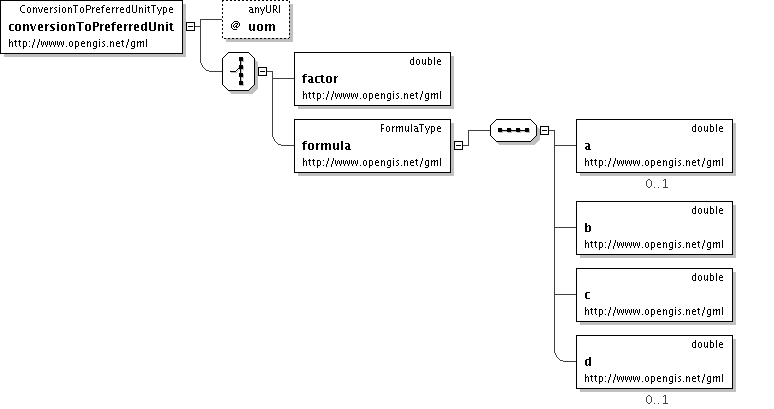 ConversionToPreferredUnitType
conversionToPreferredUnit
http://www.opengis.net/gml
anyURI
@ uom
double
factor
http://www.opengis.net/gml
FormulaType
formula
http://www.opengis.net/gml
double
a
http://www.opengis.net/gml
0..1
double
b
http://www.opengis.net/gml
double
c
http://www.opengis.net/gml
double
d
http://www.opengis.net/gml
0..1